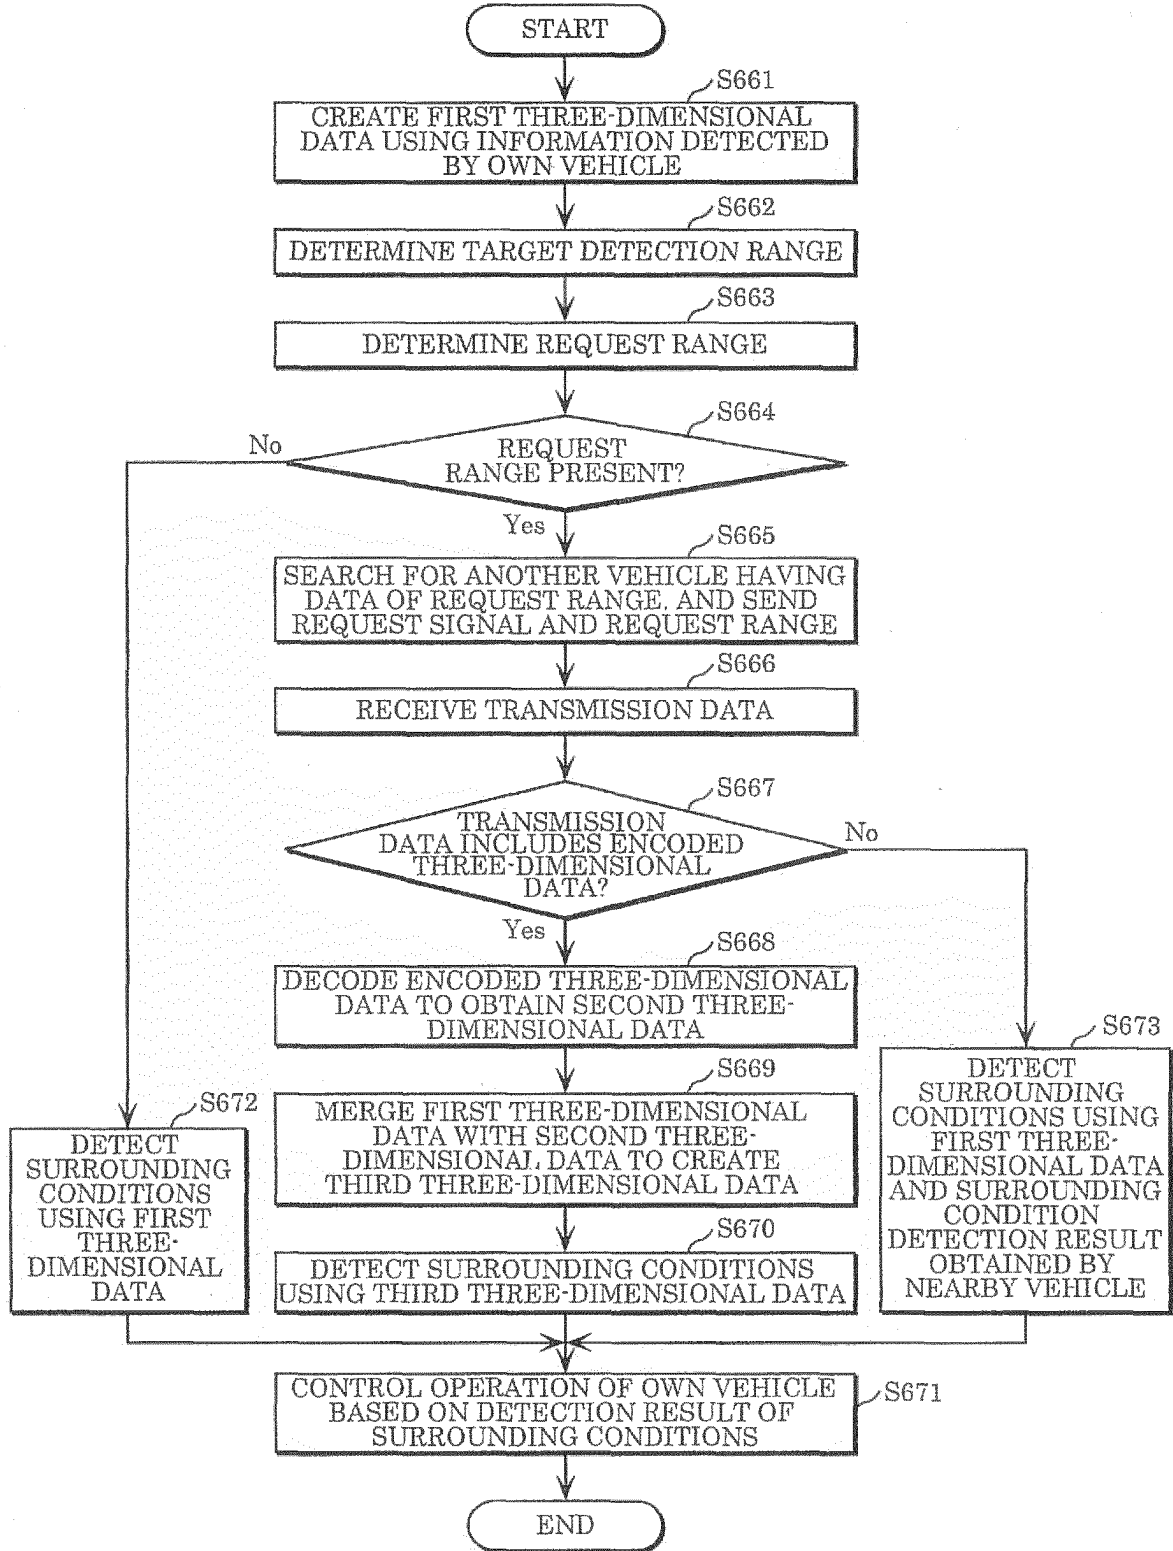 START
S661
CREATE FIRST THREE-DIMENSIONAL
DATA USING INFORMATION DETECTED
BY OWN VEHICLE
S662
DETERMINE TARGET DETECTION RANGE
S663
DETERMINE REQUEST RANGE
S664
No
REQUEST
RANGE PRESENT?
Yes
S665
SEARCH FOR ANOTHER VEHICLE HAVING
DATA OF REQUEST RANGE, AND SEND
REQUEST SIGNAL AND REQUEST RANGE
S666
RECEIVE TRANSMISSION DATA
S667
TRANSMISSION
DATA INCLUDES ENCODED
THREE-DIMENSIONAL
DATA?
No
Yes
S668
DECODE ENCODED THREE-DIMENSIONAL
DATA TO OBTAIN SECOND THREE-
DIMENSIONAL DATA
S669
MERGE FIRST THREE-DIMENSIONAL
DATA WITH SECOND THREE-
DIMENSIONAL DATA TO CREATE
THIRD THREE-DIMENSIONAL DATA
S670
DETECT SURROUNDING CONDITIONS
USING THIRD THREE-DIMENSIONAL DATA
S672
DETECT
SURROUNDING
CONDITIONS
USING FIRST
THREE-
DIMENSIONAL
DATA
S673
DETECT
SURROUNDING
CONDITIONS USING
FIRST THREE-
DIMENSIONAL DATA
AND SURROUNDING
CONDITION
DETECTION RESULT
OBTAINED BY
NEARBY VEHICLE
S671
CONTROL OPERATION OF OWN VEHICLE
BASED ON DETECTION RESULT OF
SURROUNDING CONDITIONS
END